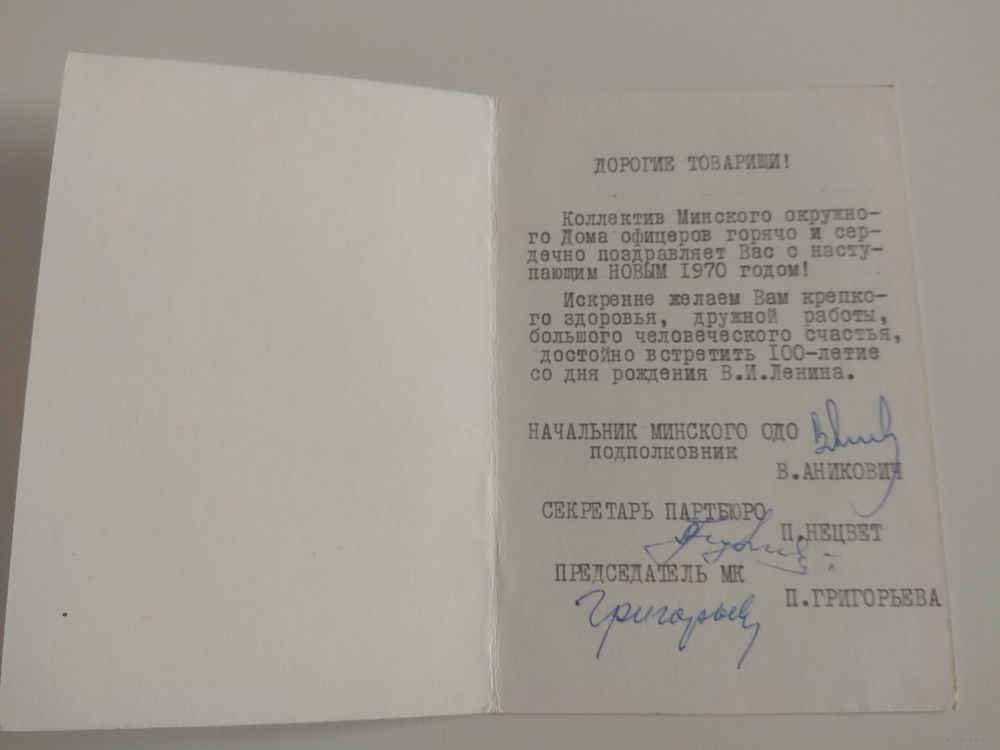 ДОРОГИЕ ТОВАРИЩИ!
Коллектив Минского окружно-
го Дома офицеров горячо и сер-
дечно поздравляет Вас с насту-
пающим НОВЫМ 1970 годом!
Искренне желаем Вам крепко-
го здоровья, дружной работы,
большого человеческого счастья,
достойно встретить 100-летие
со дня рождения В.И.Ленина.
НАЧАЛЬНИК МИНСКОГО ОДО
ПОДПОЛКОВНИК
В.АНИКОВИЧ
СЕКРЕТАРЬ ПАРТБЮРО
П.НЕЦВЕТ
ПРЕДСЕДАТЕЛЬ МК
П.ГРИГОРЬЕВА
Григорьев